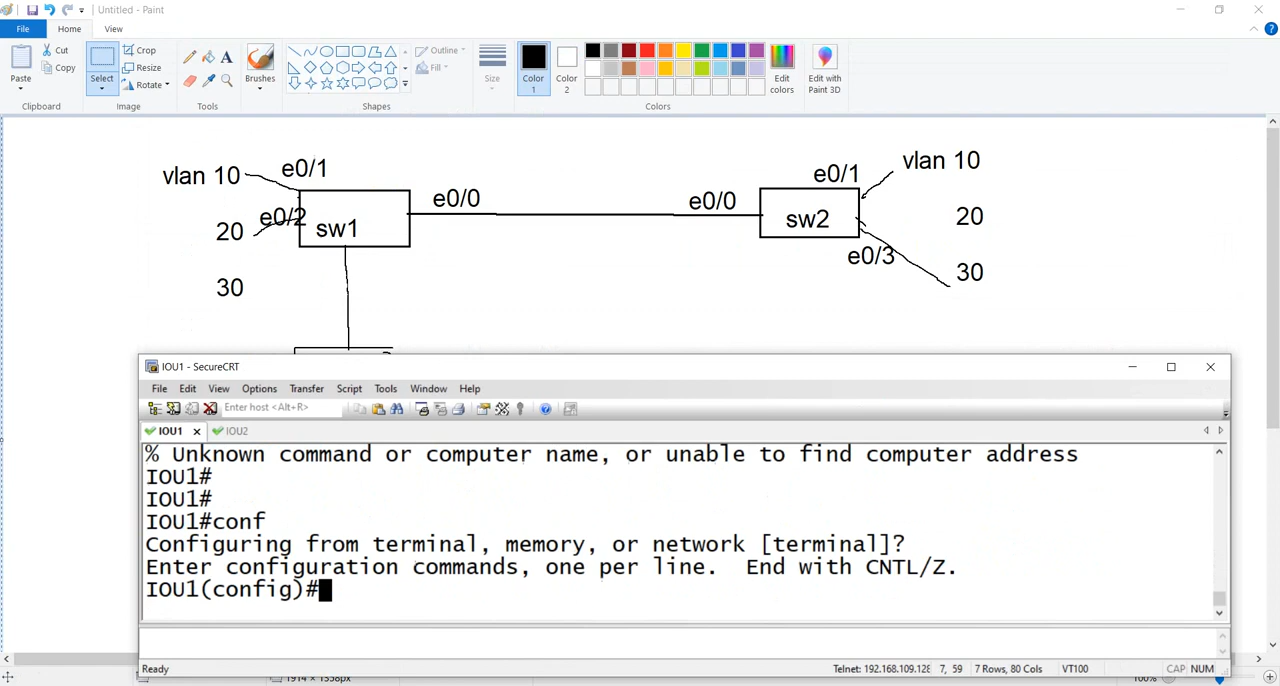 Untitled - Paint
File Home View
Paste
Cut
Copy
Clipboard
Select
Crop
Resize
Rotate
Image
Tools
Brushes
Outline
Fill
Shapes
Size
Color 1
Color 2
Edit colors
Colors
Edit with Paint 3D
vlan 10
e0/1
20
e0/2
sw1
30
e0/0
e0/0
e0/1
vlan 10
sw2
20
e0/3
30
IOU1 - SecureCRT
File Edit View Options Transfer Script Tools Window Help
Enter host <Alt+R>
IOU1
IOU2
% Unknown command or computer name, or unable to find computer address
IOU1#
IOU1#
IOU1#conf
Configuring from terminal, memory, or network [terminal]?
Enter configuration commands, one per line.  End with CNTL/Z.
IOU1(config)#
Ready
Telnet: 192.168.109.128 7, 59 7 Rows, 80 Cols VT100 CAP NUM
100%